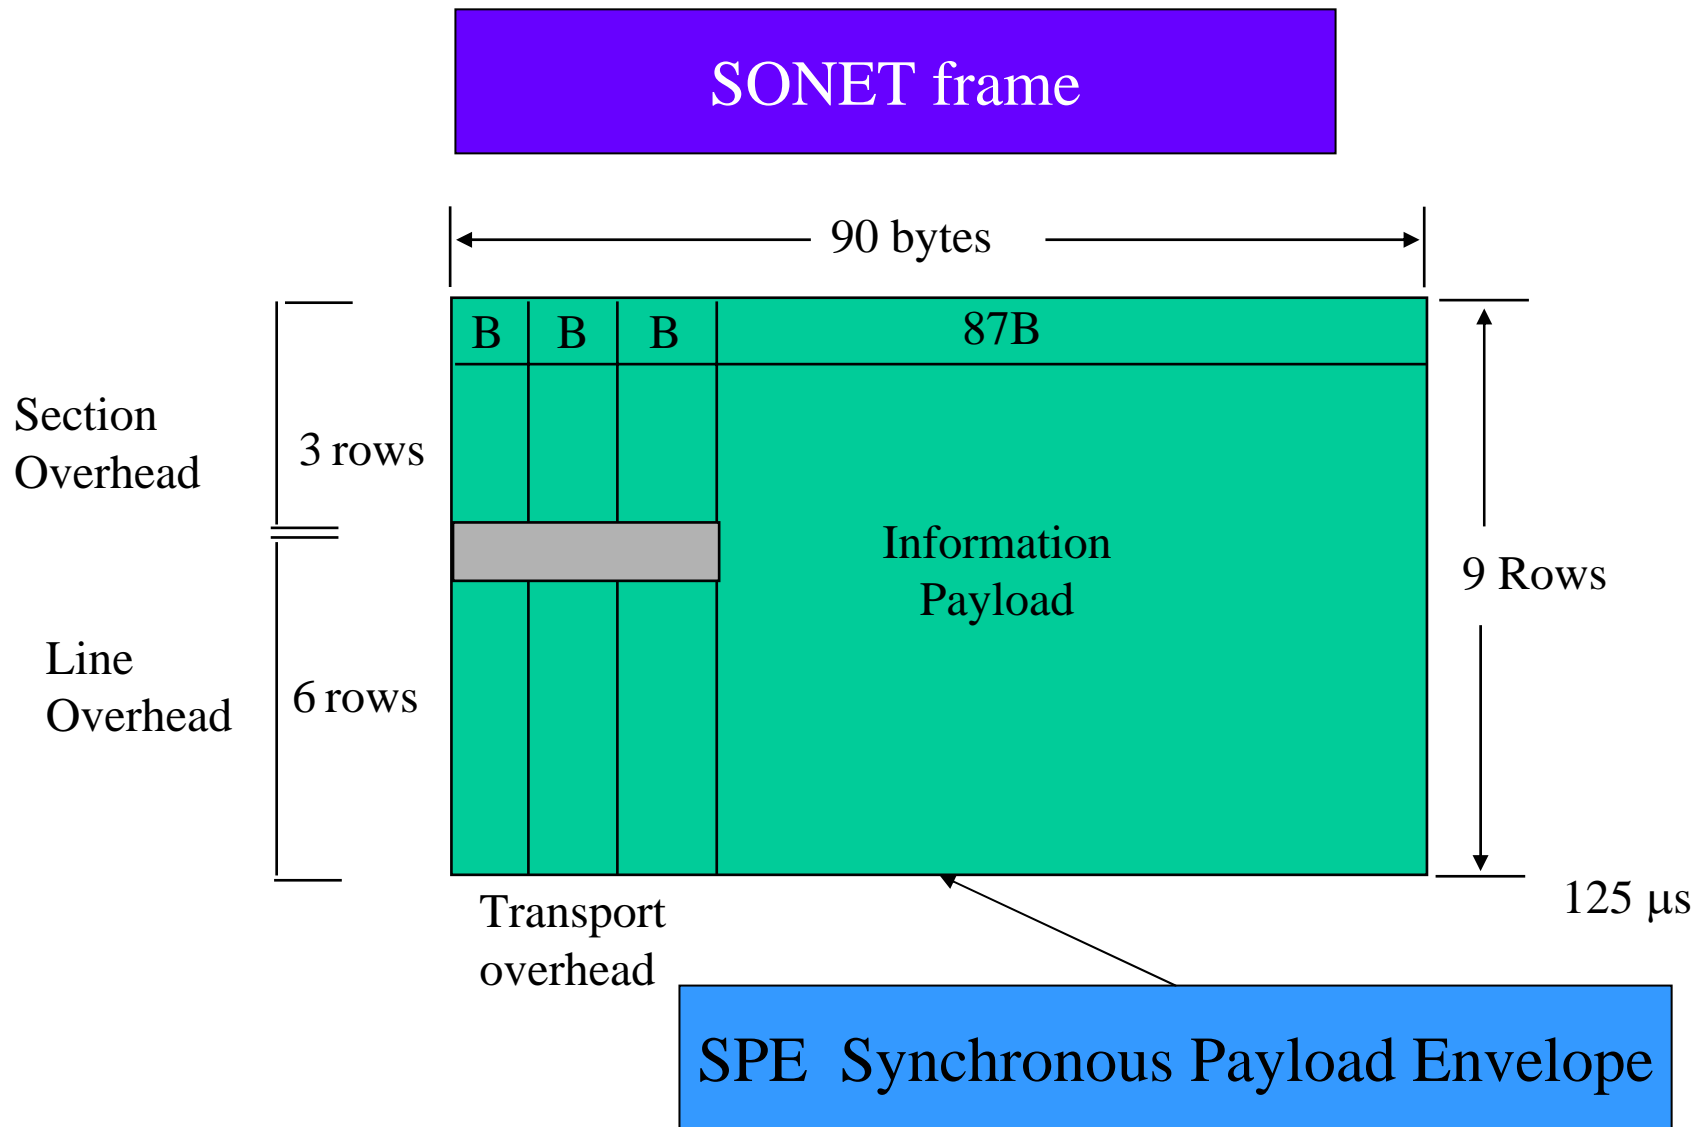 SONET frame
90 bytes
B B B 87B
Section
Overhead
3 rows
Information
Payload
9 Rows
Line
Overhead
6 rows
125 μs
Transport
overhead
SPE Synchronous Payload Envelope